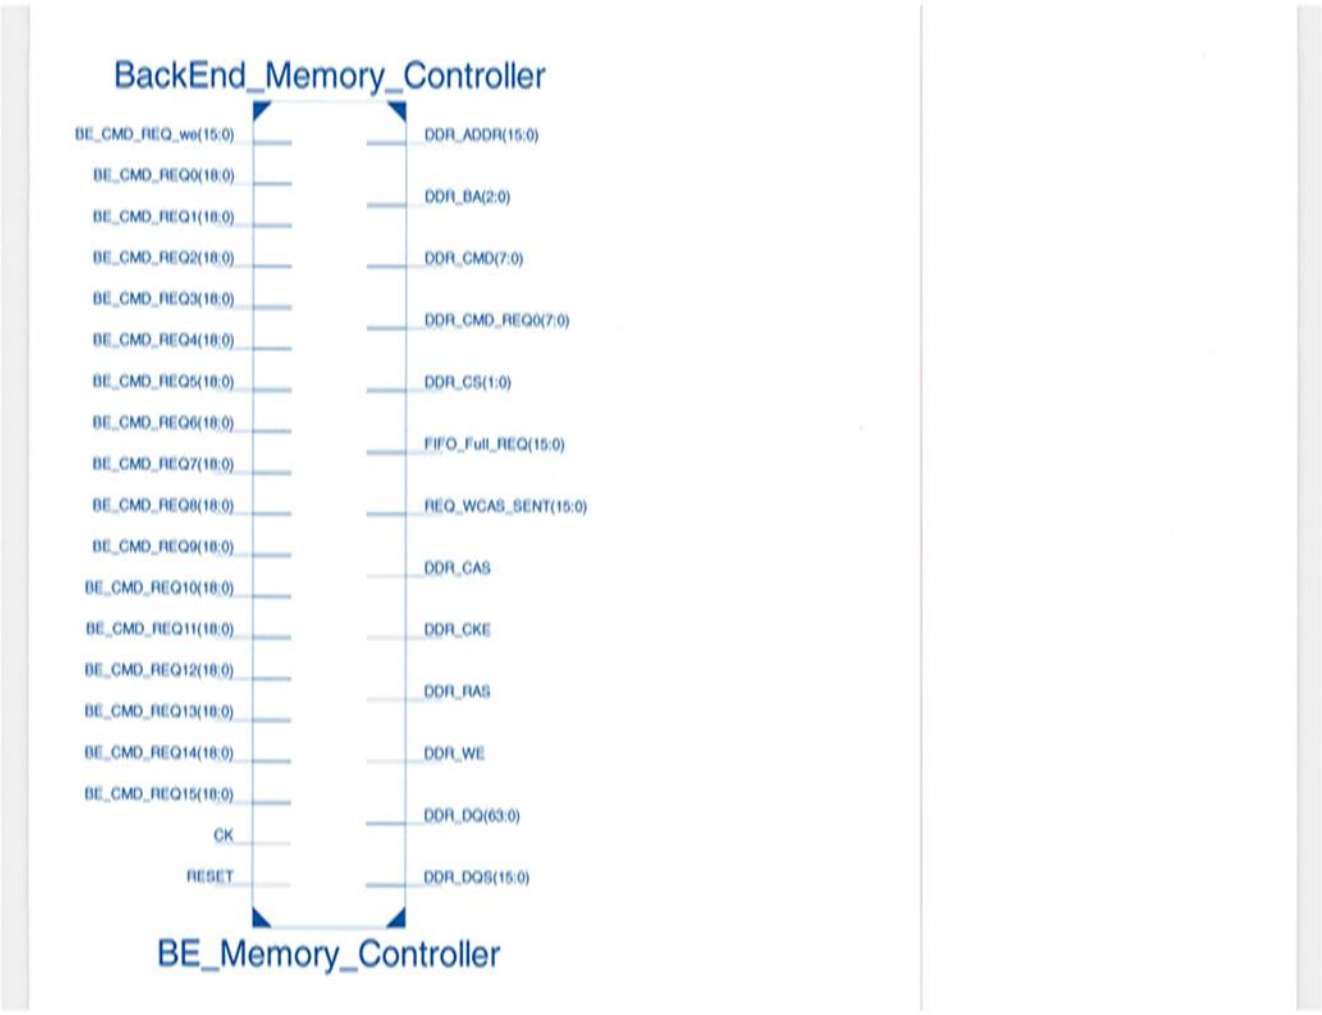 BackEnd_Memory_Controller
BE_CMD_REQ_we(15:0)
BE_CMD_REQ0(18:0)
BE_CMD_REQ1(18:0)
BE_CMD_REQ2(18:0)
BE_CMD_REQ3(18:0)
BE_CMD_REQ4(18:0)
BE_CMD_REQ5(18:0)
BE_CMD_REQ6(18:0)
BE_CMD_REQ7(18:0)
BE_CMD_REQ8(18:0)
BE_CMD_REQ9(18:0)
BE_CMD_REQ10(18:0)
BE_CMD_REQ11(18:0)
BE_CMD_REQ12(18:0)
BE_CMD_REQ13(18:0)
BE_CMD_REQ14(18:0)
BE_CMD_REQ15(18:0)
CK
RESET
DDR_ADDR(15:0)
DDR_BA(2:0)
DDR_CMD(7:0)
DDR_CMD_REQ0(7:0)
DDR_CS(1:0)
FIFO_Full_REQ(15:0)
REQ_WCAS_SENT(15:0)
DDR_CAS
DDR_CKE
DDR_RAS
DDR_WE
DDR_DQ(63:0)
DDR_DQS(15:0)
BE_Memory_Controller